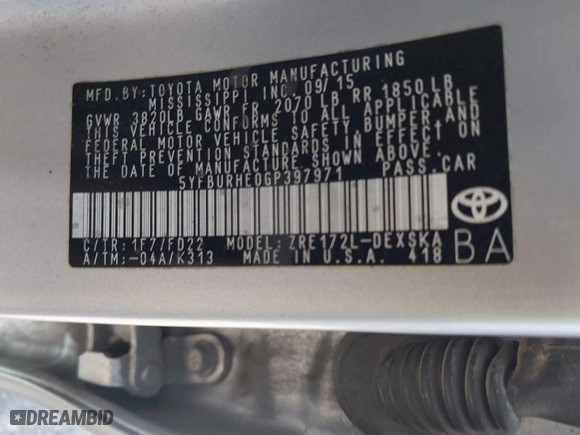 MFD. BY: TOYOTA MOTOR MANUFACTURING
MISSISSIPPI, INC. 09/15
GVWR 3820LB GAWR FR 2070 LB RR 1850 LB
THIS VEHICLE CONFORMS TO ALL APPLICABLE
FEDERAL MOTOR VEHICLE SAFETY, BUMPER AND
THEFT PREVENTION STANDARDS IN EFFECT ON
THE DATE OF MANUFACTURE SHOWN ABOVE.
5YFBURHE0GP397971 PASS. CAR
C/TR: 1F7/FD22 MODEL: ZRE172L-DEXSKA
A/TM: -04A/K313 MADE IN U.S.A. 418
BA
DREAMBID